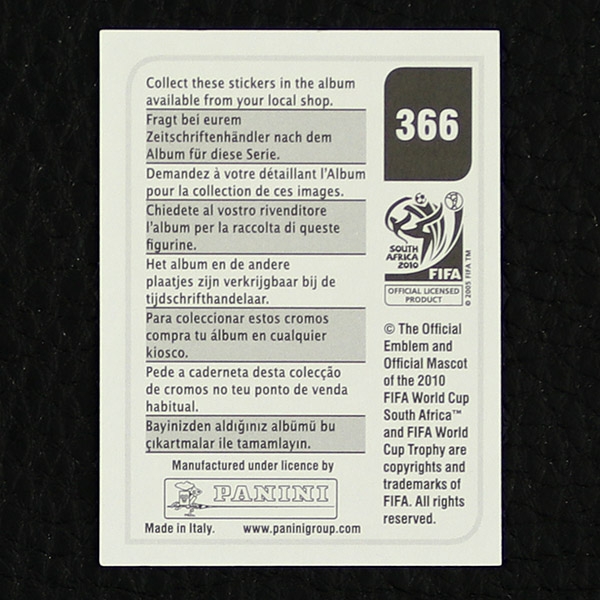 Collect these stickers in the album
available from your local shop.
Fragt bei eurem
Zeitschriftenhändler nach dem
Album für diese Serie.
Demandez à votre détaillant l'Album
pour la collection de ces images.
Chiedete al vostro rivenditore
l'album per la raccolta di queste
figurine.
Het album en de andere
plaatjes zijn verkrijgbaar bij de
tijdschrifthandelaar.
Para coleccionar estos cromos
compra tu álbum en cualquier
kiosco.
Pede a caderneta desta colecção
de cromos no teu ponto de venda
habitual.
Bayinizden aldığınız albümü bu
çıkartmalar ile tamamlayın.
Manufactured under licence by
PANINI
Made in Italy. www.paninigroup.com
366
SOUTH
AFRICA
2010
FIFA
OFFICIAL LICENSED
PRODUCT
© 2005 FIFA TM
© The Official
Emblem and
Official Mascot
of the 2010
FIFA World Cup
South Africa™
and FIFA World
Cup Trophy are
copyrights and
trademarks of
FIFA. All rights
reserved.